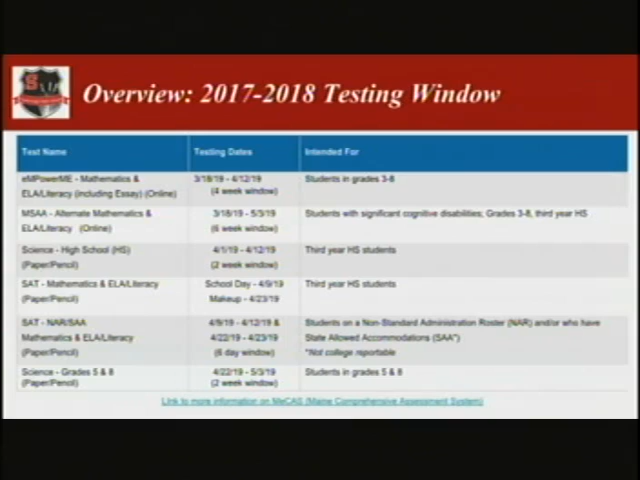 Overview: 2017-2018 Testing Window
Test Name Testing Dates Intended For
eMPowerME - Mathematics & 3/18/19 - 4/12/19 Students in grades 3-8
ELA/Literacy (including Essay) (Online) (4 week window)
MSAA - Alternate Mathematics & 3/18/19 - 5/3/19 Students with significant cognitive disabilities; Grades 3-8, third year HS
ELA/Literacy (Online) (6 week window)
Science - High School (HS) 4/1/19 - 4/12/19 Third year HS students
(Paper/Pencil) (2 week window)
SAT - Mathematics & ELA/Literacy School Day - 4/9/19 Third year HS students
(Paper/Pencil) Makeup - 4/23/19
SAT - NAR/SAA 4/9/19 - 4/12/19 & Students on a Non-Standard Administration Roster (NAR) and/or who have
Mathematics & ELA/Literacy 4/22/19 - 4/23/19 State Allowed Accommodations (SAA*)
(Paper/Pencil) (6 day window) *Not college reportable
Science - Grades 5 & 8 4/22/19 - 5/3/19 Students in grades 5 & 8
(Paper/Pencil) (2 week window)
Link to more information on MeCAS (Maine Comprehensive Assessment System)